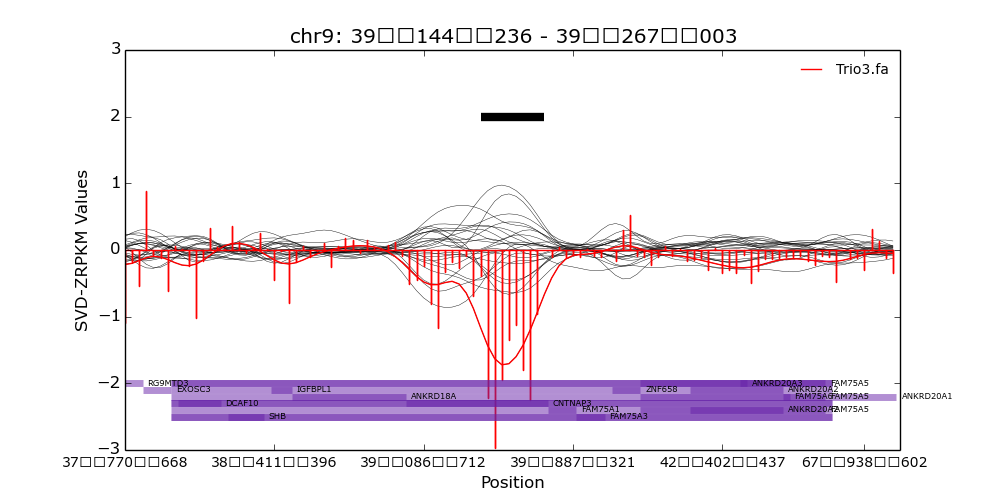 chr9: 39□□144□□236 - 39□□267□□003
Trio3.fa
3
2
1
0
−1
−2
−3
SVD-ZRPKM Values
RG9MTD3 ANKRD20A3 FAM75A5
EXOSC3 IGFBPL1 ZNF658 ANKRD20A2
ANKRD18A FAM75A6 FAM75A5 ANKRD20A1
DCAF10 CNTNAP3
FAM75A1 ANKRD20A2 FAM75A5
SHB FAM75A3
37□□770□□668 38□□411□□396 39□□086□□712 39□□887□□321 42□□402□□437 67□□938□□602
Position